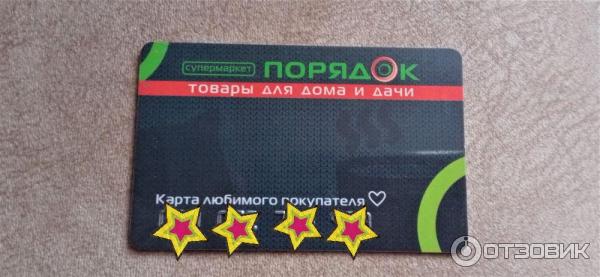 супермаркет ПОРЯДОК
товары для дома и дачи
Карта любимого покупателя
ОТЗОВИК